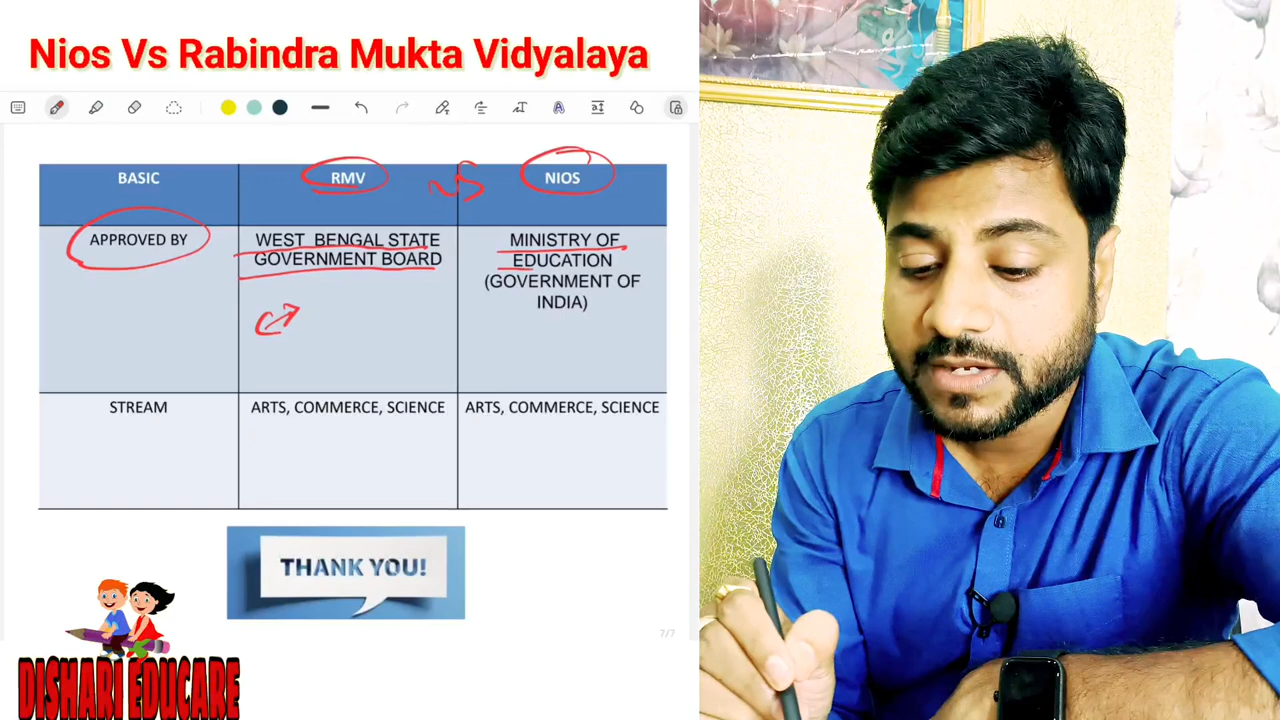 Nios Vs Rabindra Mukta Vidyalaya
BASIC
RMV
vs
NIOS
APPROVED BY
WEST BENGAL STATE
GOVERNMENT BOARD
MINISTRY OF
EDUCATION
(GOVERNMENT OF
INDIA)
STREAM
ARTS, COMMERCE, SCIENCE
ARTS, COMMERCE, SCIENCE
THANK YOU!
7/7
DISHARI EDUCARE